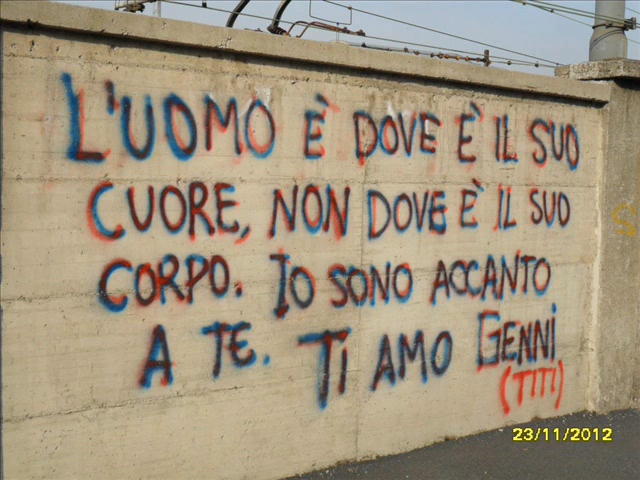 L'UOMO È DOVE È IL SUO
CUORE, NON DOVE È IL SUO
CORPO. IO SONO ACCANTO
A TE. TI AMO GENNI
(TITI)
23/11/2012